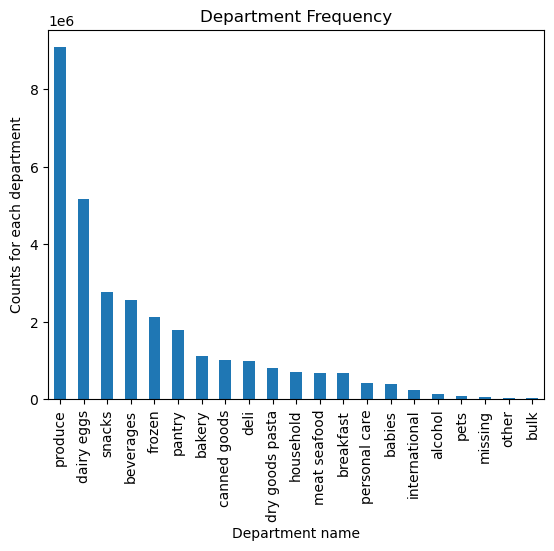 Department Frequency
1e6
8
6
4
2
0
Counts for each department
produce
dairy eggs
snacks
beverages
frozen
pantry
bakery
canned goods
deli
dry goods pasta
household
meat seafood
breakfast
personal care
babies
international
alcohol
pets
missing
other
bulk
Department name